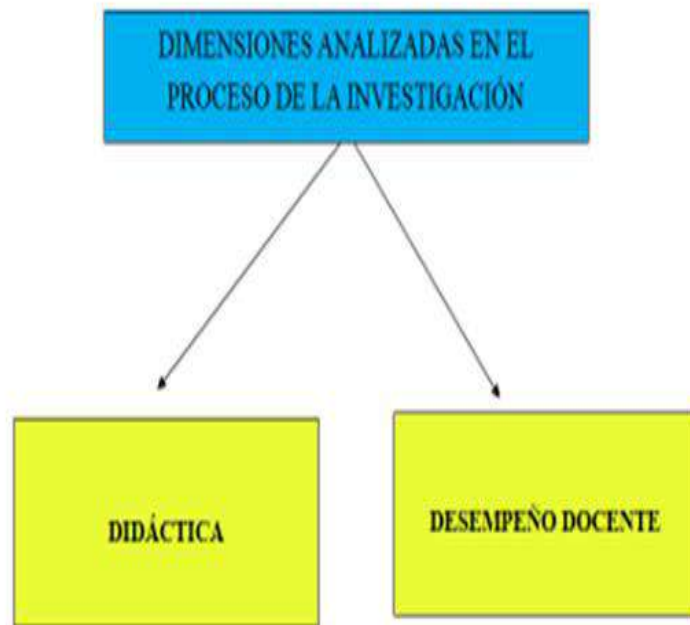 DIMENSIONES ANALIZADAS EN EL
PROCESO DE LA INVESTIGACIÓN
DIDÁCTICA
DESEMPEÑO DOCENTE